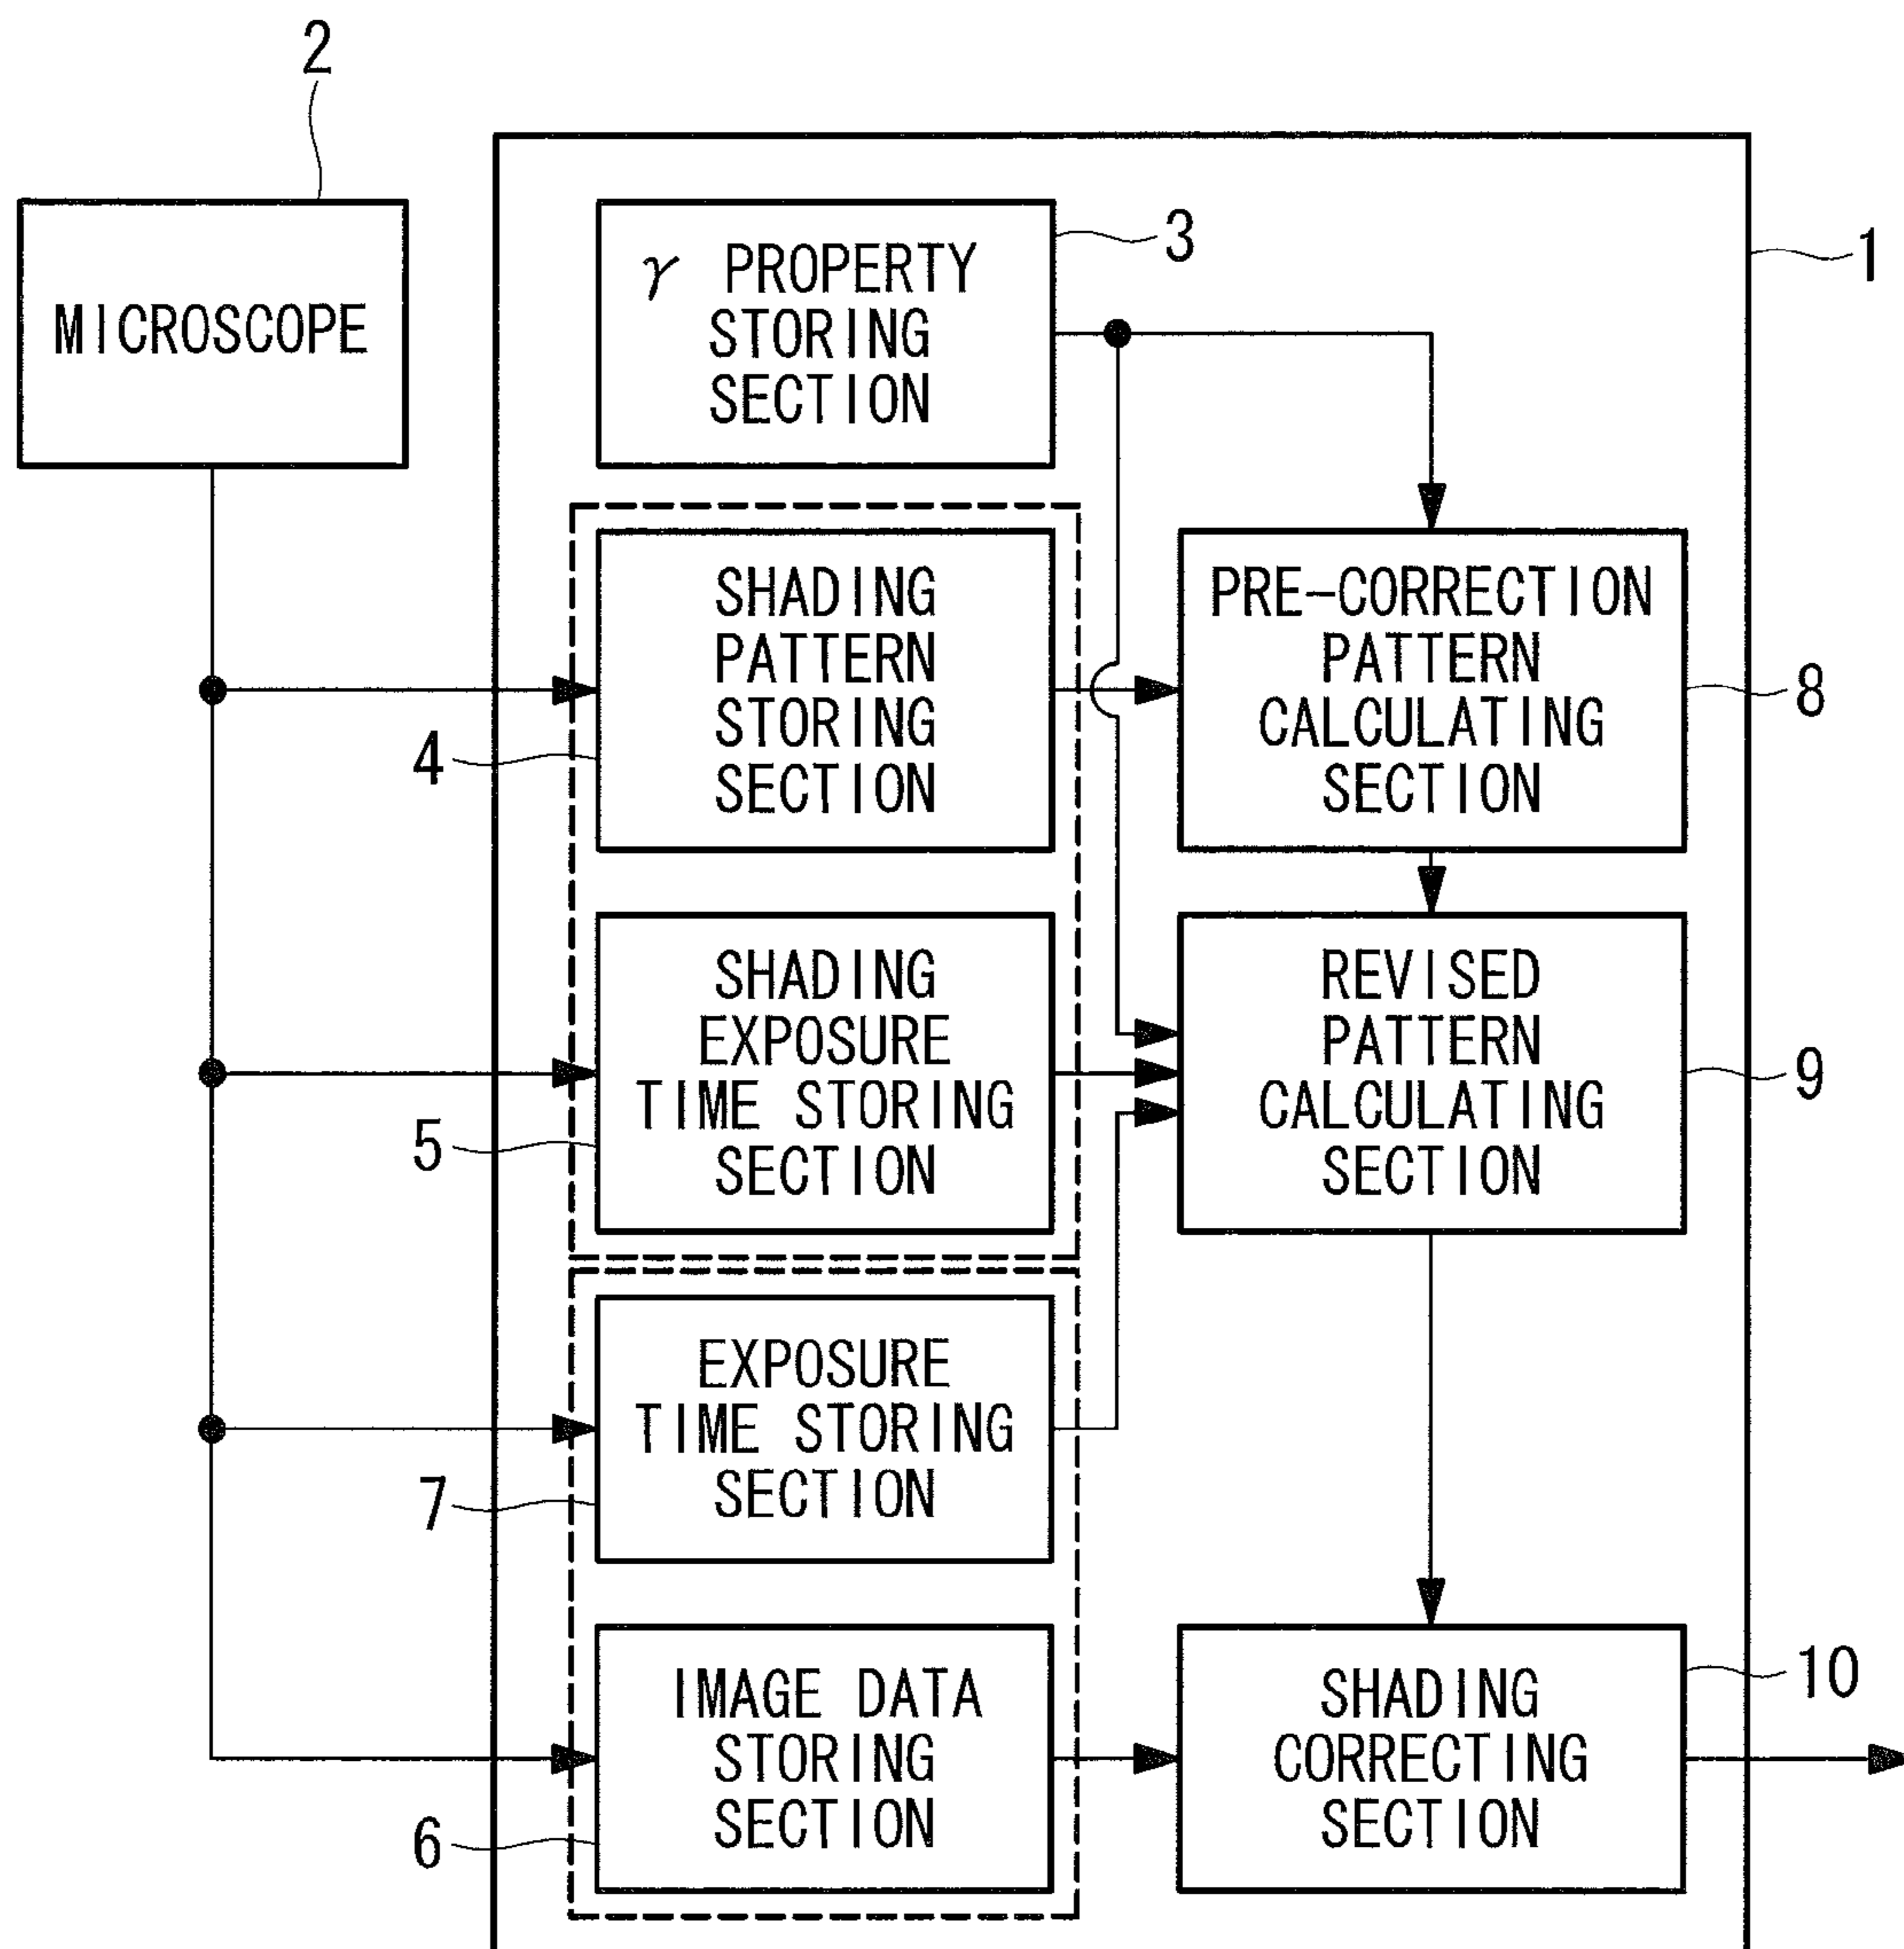 2
MICROSCOPE
γ PROPERTY
STORING
SECTION
3
1
SHADING
PATTERN
STORING
SECTION
4
PRE-CORRECTION
PATTERN
CALCULATING
SECTION
8
SHADING
EXPOSURE
TIME STORING
SECTION
5
REVISED
PATTERN
CALCULATING
SECTION
9
EXPOSURE
TIME STORING
SECTION
7
IMAGE DATA
STORING
SECTION
6
SHADING
CORRECTING
SECTION
10